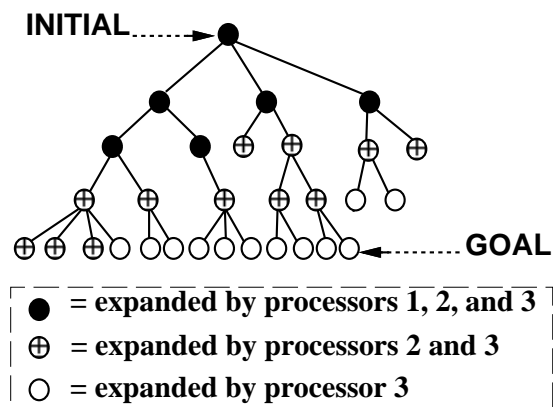 INITIAL
GOAL
= expanded by processors 1, 2, and 3
= expanded by processors 2 and 3
= expanded by processor 3